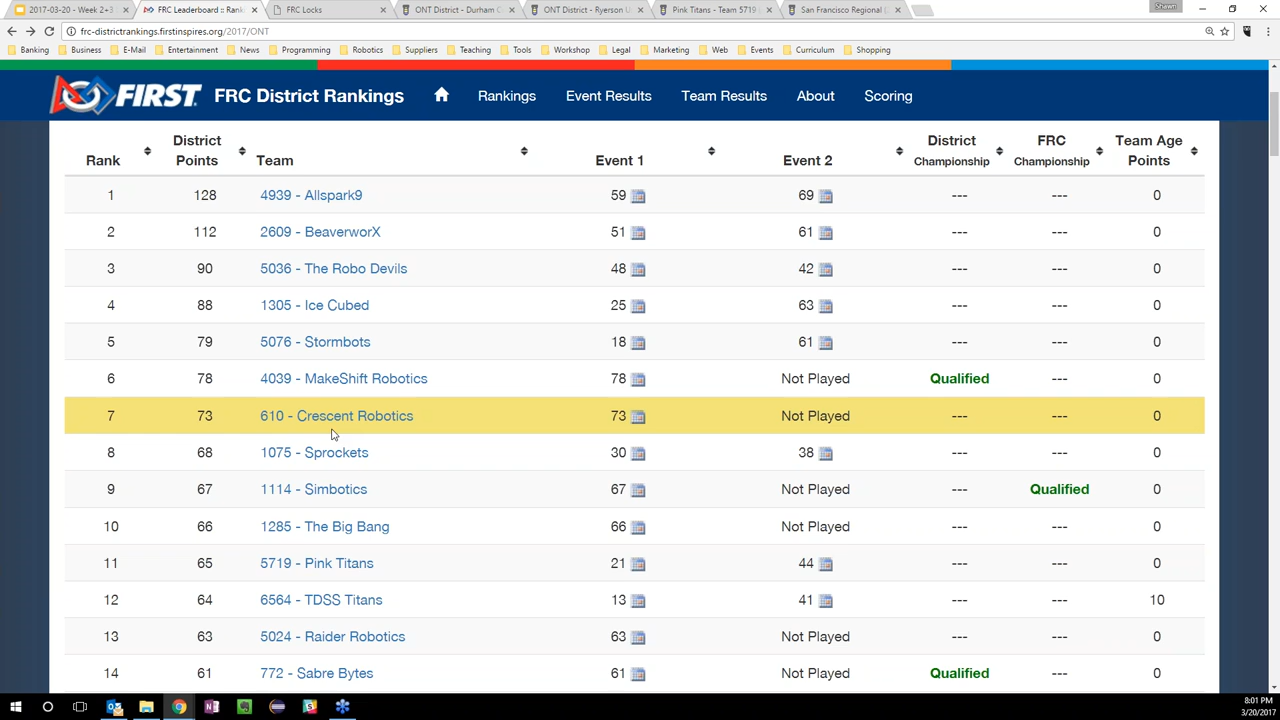 2017-03-20 - Week 2+3
FRC Leaderboard :: Ranki
FRC Locks
ONT District - Durham C
ONT District - Ryerson U
Pink Titans - Team 5719
San Francisco Regional (
Shawn
frc-districtrankings.firstinspires.org/2017/ONT
Banking Business E-Mail Entertainment News Programming Robotics Suppliers Teaching Tools Workshop Legal Marketing Web Events Curriculum Shopping
FIRST FRC District Rankings Rankings Event Results Team Results About Scoring
Rank District Points Team Event 1 Event 2 District Championship FRC Championship Team Age Points
1 128 4939 - Allspark9 59 69 --- --- 0
2 112 2609 - BeaverworX 51 61 --- --- 0
3 90 5036 - The Robo Devils 48 42 --- --- 0
4 88 1305 - Ice Cubed 25 63 --- --- 0
5 79 5076 - Stormbots 18 61 --- --- 0
6 78 4039 - MakeShift Robotics 78 Not Played Qualified --- 0
7 73 610 - Crescent Robotics 73 Not Played --- --- 0
8 68 1075 - Sprockets 30 38 --- --- 0
9 67 1114 - Simbotics 67 Not Played --- Qualified 0
10 66 1285 - The Big Bang 66 Not Played --- --- 0
11 65 5719 - Pink Titans 21 44 --- --- 0
12 64 6564 - TDSS Titans 13 41 --- --- 10
13 63 5024 - Raider Robotics 63 Not Played --- --- 0
14 61 772 - Sabre Bytes 61 Not Played Qualified --- 0
8:01 PM
3/20/2017